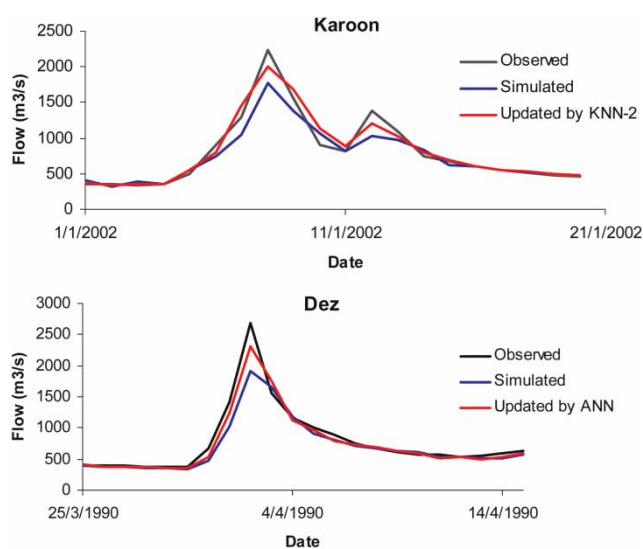 Karoon
2500
2000
1500
1000
500
0
Flow (m3/s)
Observed
Simulated
Updated by KNN-2
1/1/2002
11/1/2002
21/1/2002
Date
Dez
3000
2500
2000
1500
1000
500
0
Flow (m3/s)
Observed
Simulated
Updated by ANN
25/3/1990
4/4/1990
14/4/1990
Date